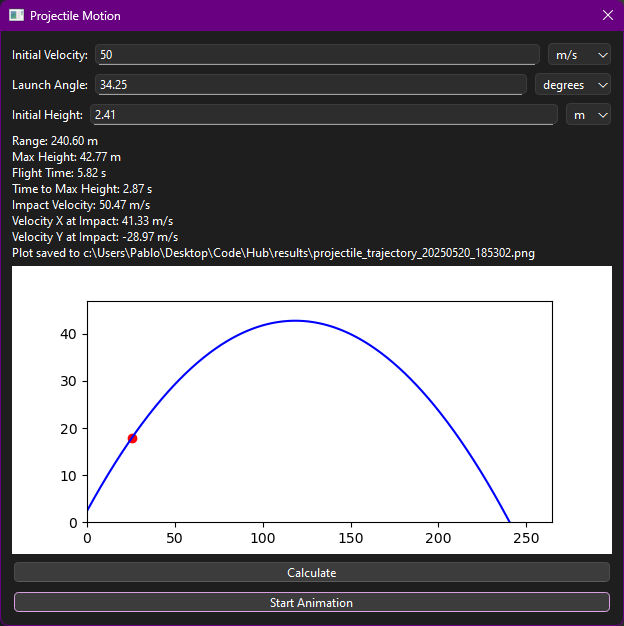 Projectile Motion
Initial Velocity: 50 m/s
Launch Angle: 34.25 degrees
Initial Height: 2.41 m
Range: 240.60 m
Max Height: 42.77 m
Flight Time: 5.82 s
Time to Max Height: 2.87 s
Impact Velocity: 50.47 m/s
Velocity X at Impact: 41.33 m/s
Velocity Y at Impact: -28.97 m/s
Plot saved to c:\Users\Pablo\Desktop\Code\Hub\results\projectile_trajectory_20250520_185302.png
40
30
20
10
0
0 50 100 150 200 250
Calculate
Start Animation